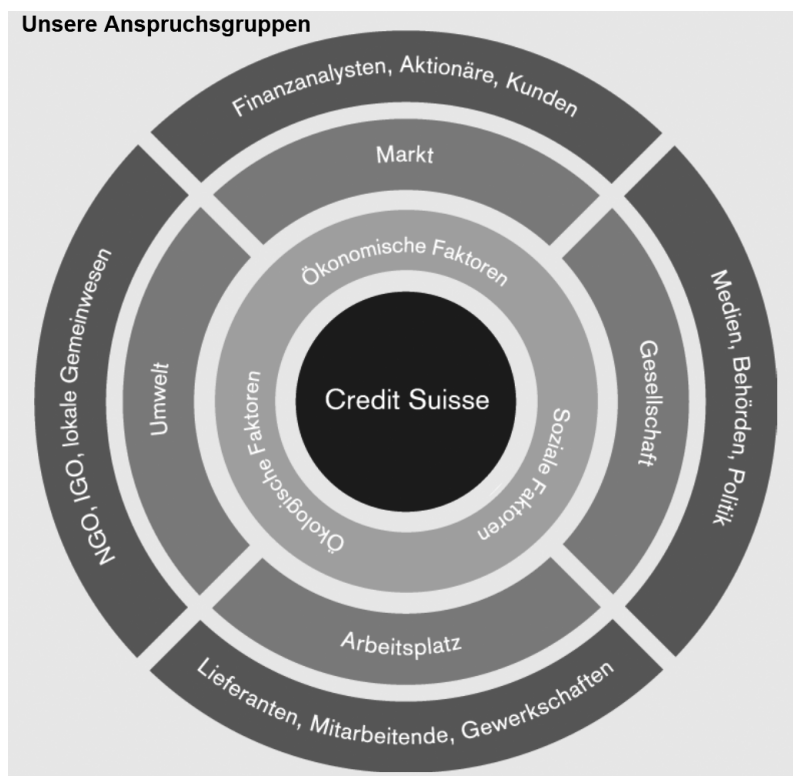 Unsere Anspruchsgruppen
Finanzanalysten, Aktionäre, Kunden
Markt
Ökonomische Faktoren
NGO, IGO, lokale Gemeinwesen
Umwelt
Ökologische Faktoren
Credit Suisse
Soziale Faktoren
Gesellschaft
Medien, Behörden, Politik
Arbeitsplatz
Lieferanten, Mitarbeitende, Gewerkschaften